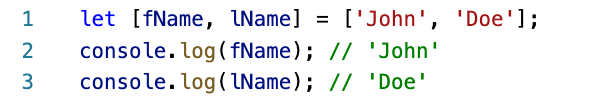 1 let [fName, lName] = ['John', 'Doe'];
2 console.log(fName); // 'John'
3 console.log(lName); // 'Doe'